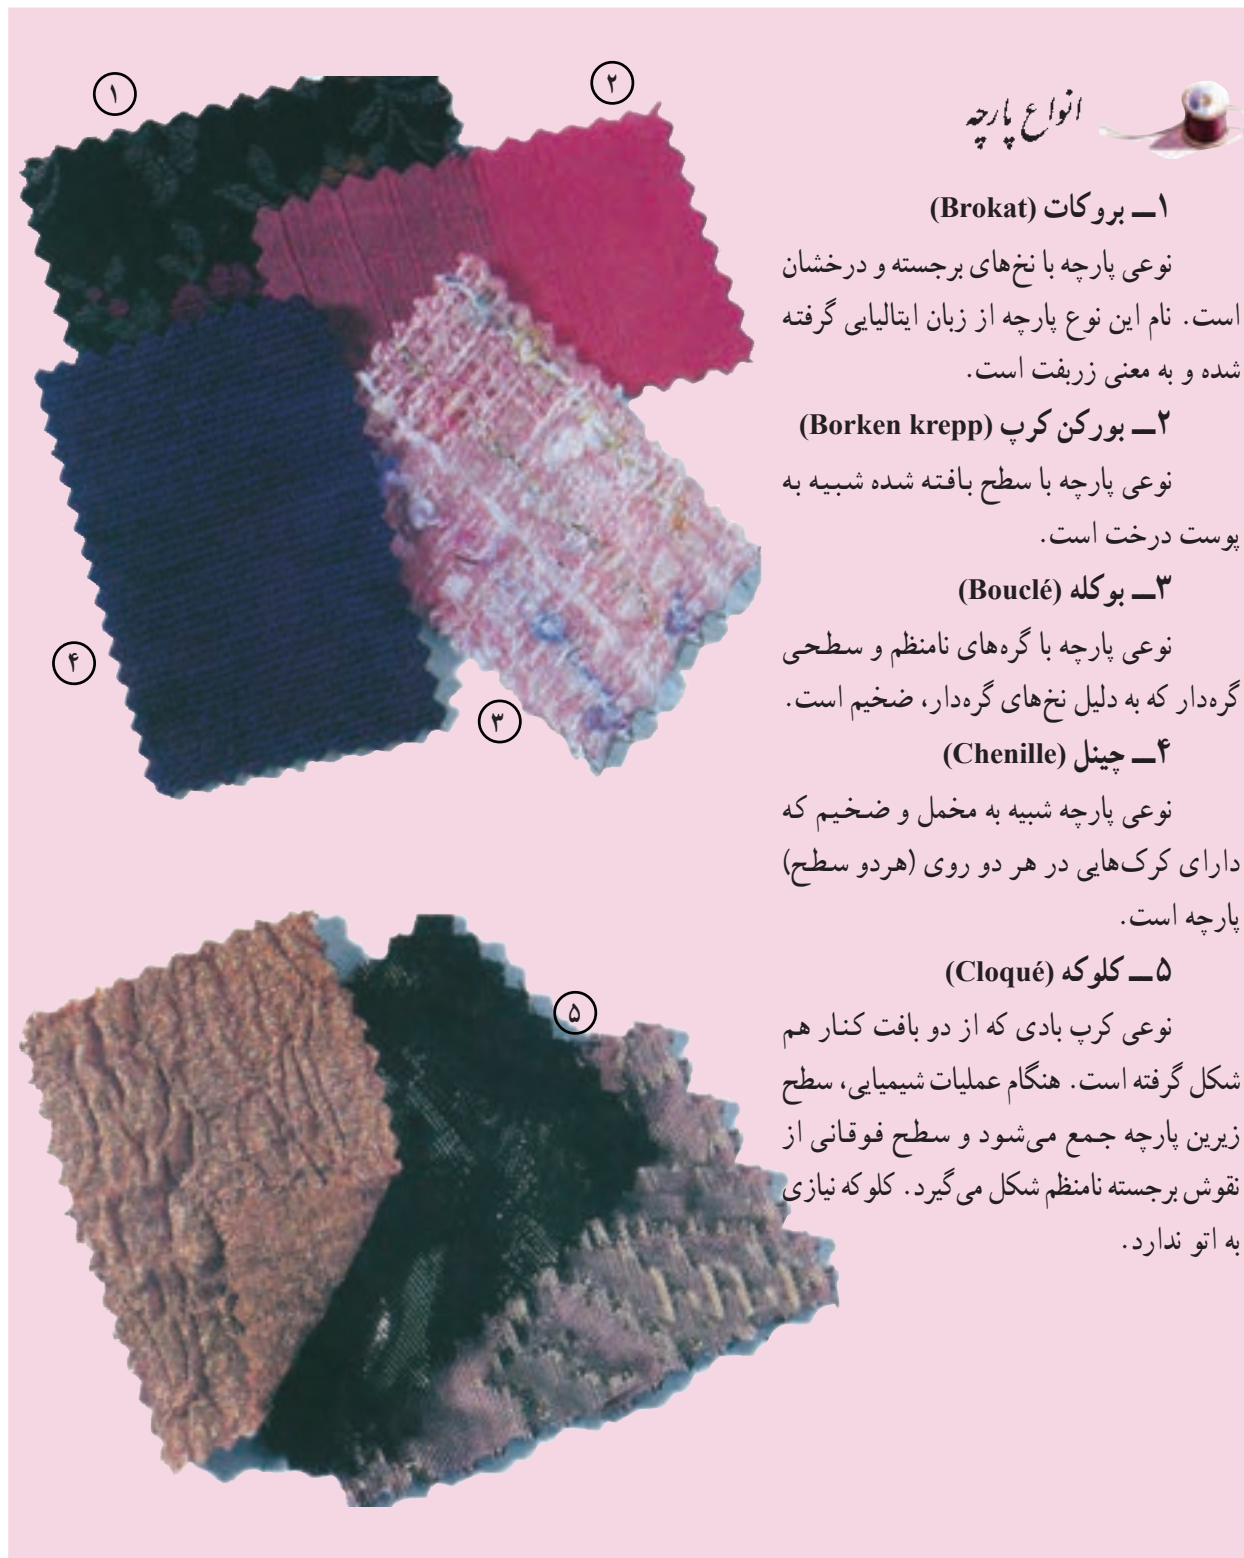 انواع پارچه
۱ــ بروکات (Brokat)
نوعی پارچه با نخ‌های برجسته و درخشان
است. نام این نوع پارچه از زبان ایتالیایی گرفته
شده و به معنی زربفت است.
۲ــ بورکن کرپ (Borken krepp)
نوعی پارچه با سطح بافته شده شبیه به
پوست درخت است.
۳ــ بوکله (Bouclé)
نوعی پارچه با گره‌های نامنظم و سطحی
گره‌دار که به دلیل نخ‌های گره‌دار، ضخیم است.
۴ــ چینل (Chenille)
نوعی پارچه شبیه به مخمل و ضخیم که
دارای کرک‌هایی در هر دو روی (هردو سطح)
پارچه است.
۵ــ کلوکه (Cloqué)
نوعی کرپ بادی که از دو بافت کنار هم
شکل گرفته است. هنگام عملیات شیمیایی، سطح
زیرین پارچه جمع می‌شود و سطح فوقانی از
نقوش برجسته نامنظم شکل می‌گیرد. کلوکه نیازی
به اتو ندارد.
۱
۲
۳
۴
۵